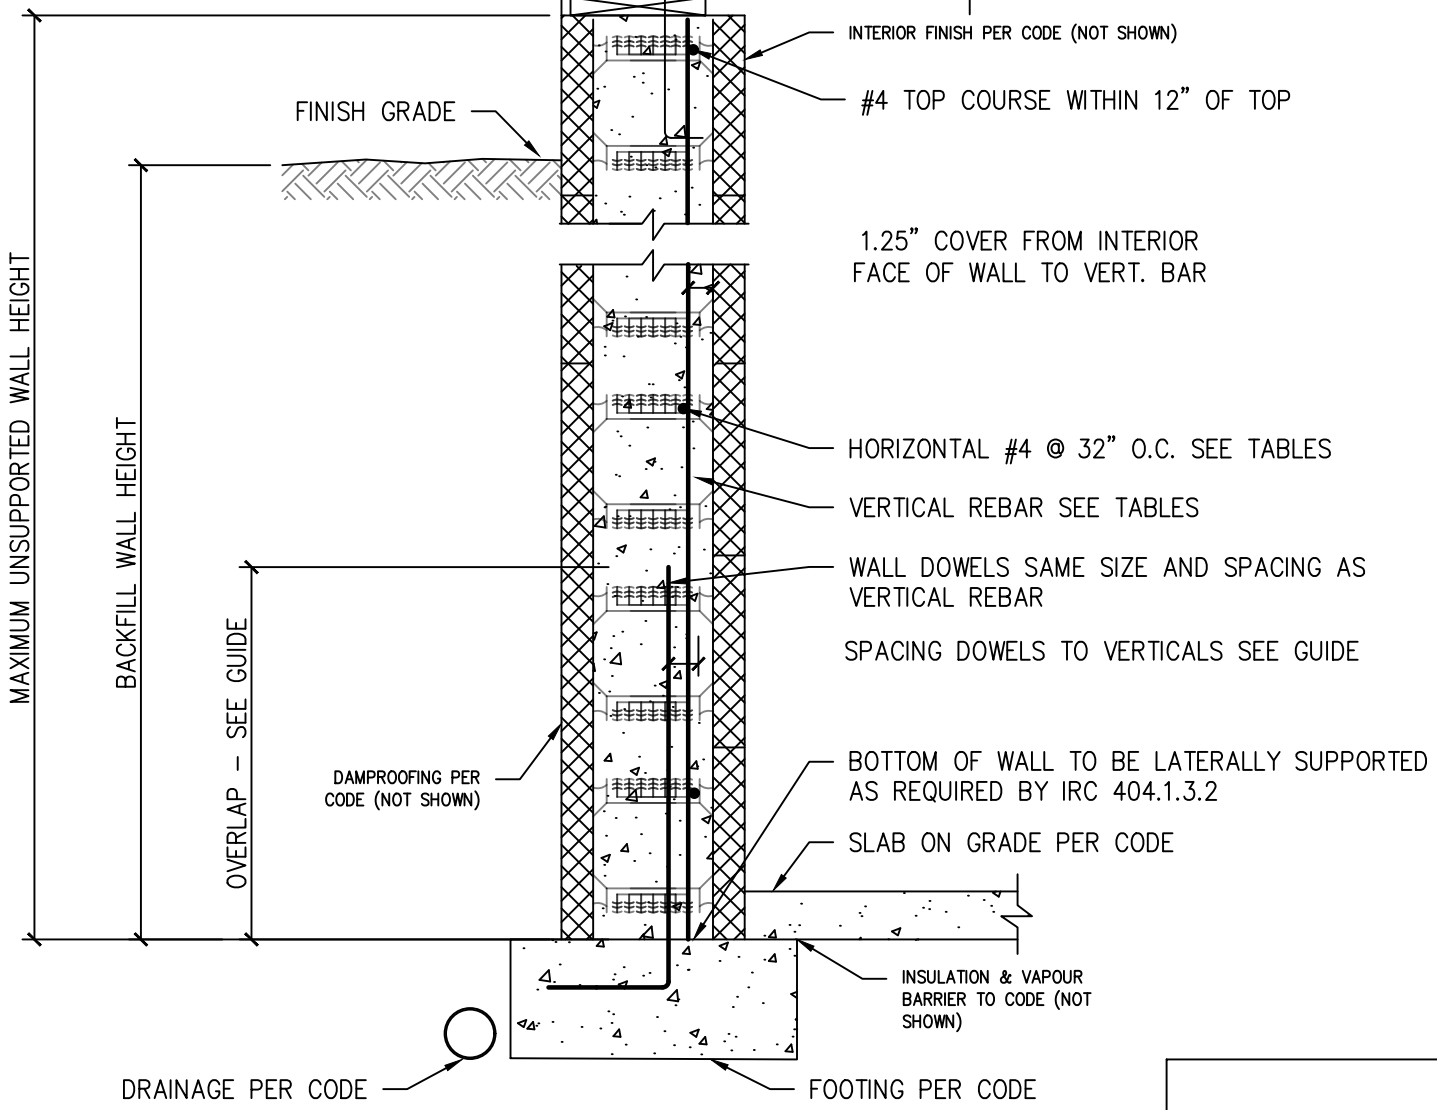 INTERIOR FINISH PER CODE (NOT SHOWN)
#4 TOP COURSE WITHIN 12” OF TOP
FINISH GRADE
1.25” COVER FROM INTERIOR
FACE OF WALL TO VERT. BAR
MAXIMUM UNSUPPORTED WALL HEIGHT
BACKFILL WALL HEIGHT
OVERLAP – SEE GUIDE
HORIZONTAL #4 @ 32” O.C. SEE TABLES
VERTICAL REBAR SEE TABLES
WALL DOWELS SAME SIZE AND SPACING AS
VERTICAL REBAR
SPACING DOWELS TO VERTICALS SEE GUIDE
DAMPROOFING PER
CODE (NOT SHOWN)
BOTTOM OF WALL TO BE LATERALLY SUPPORTED
AS REQUIRED BY IRC 404.1.3.2
SLAB ON GRADE PER CODE
INSULATION & VAPOUR
BARRIER TO CODE (NOT
SHOWN)
DRAINAGE PER CODE
FOOTING PER CODE